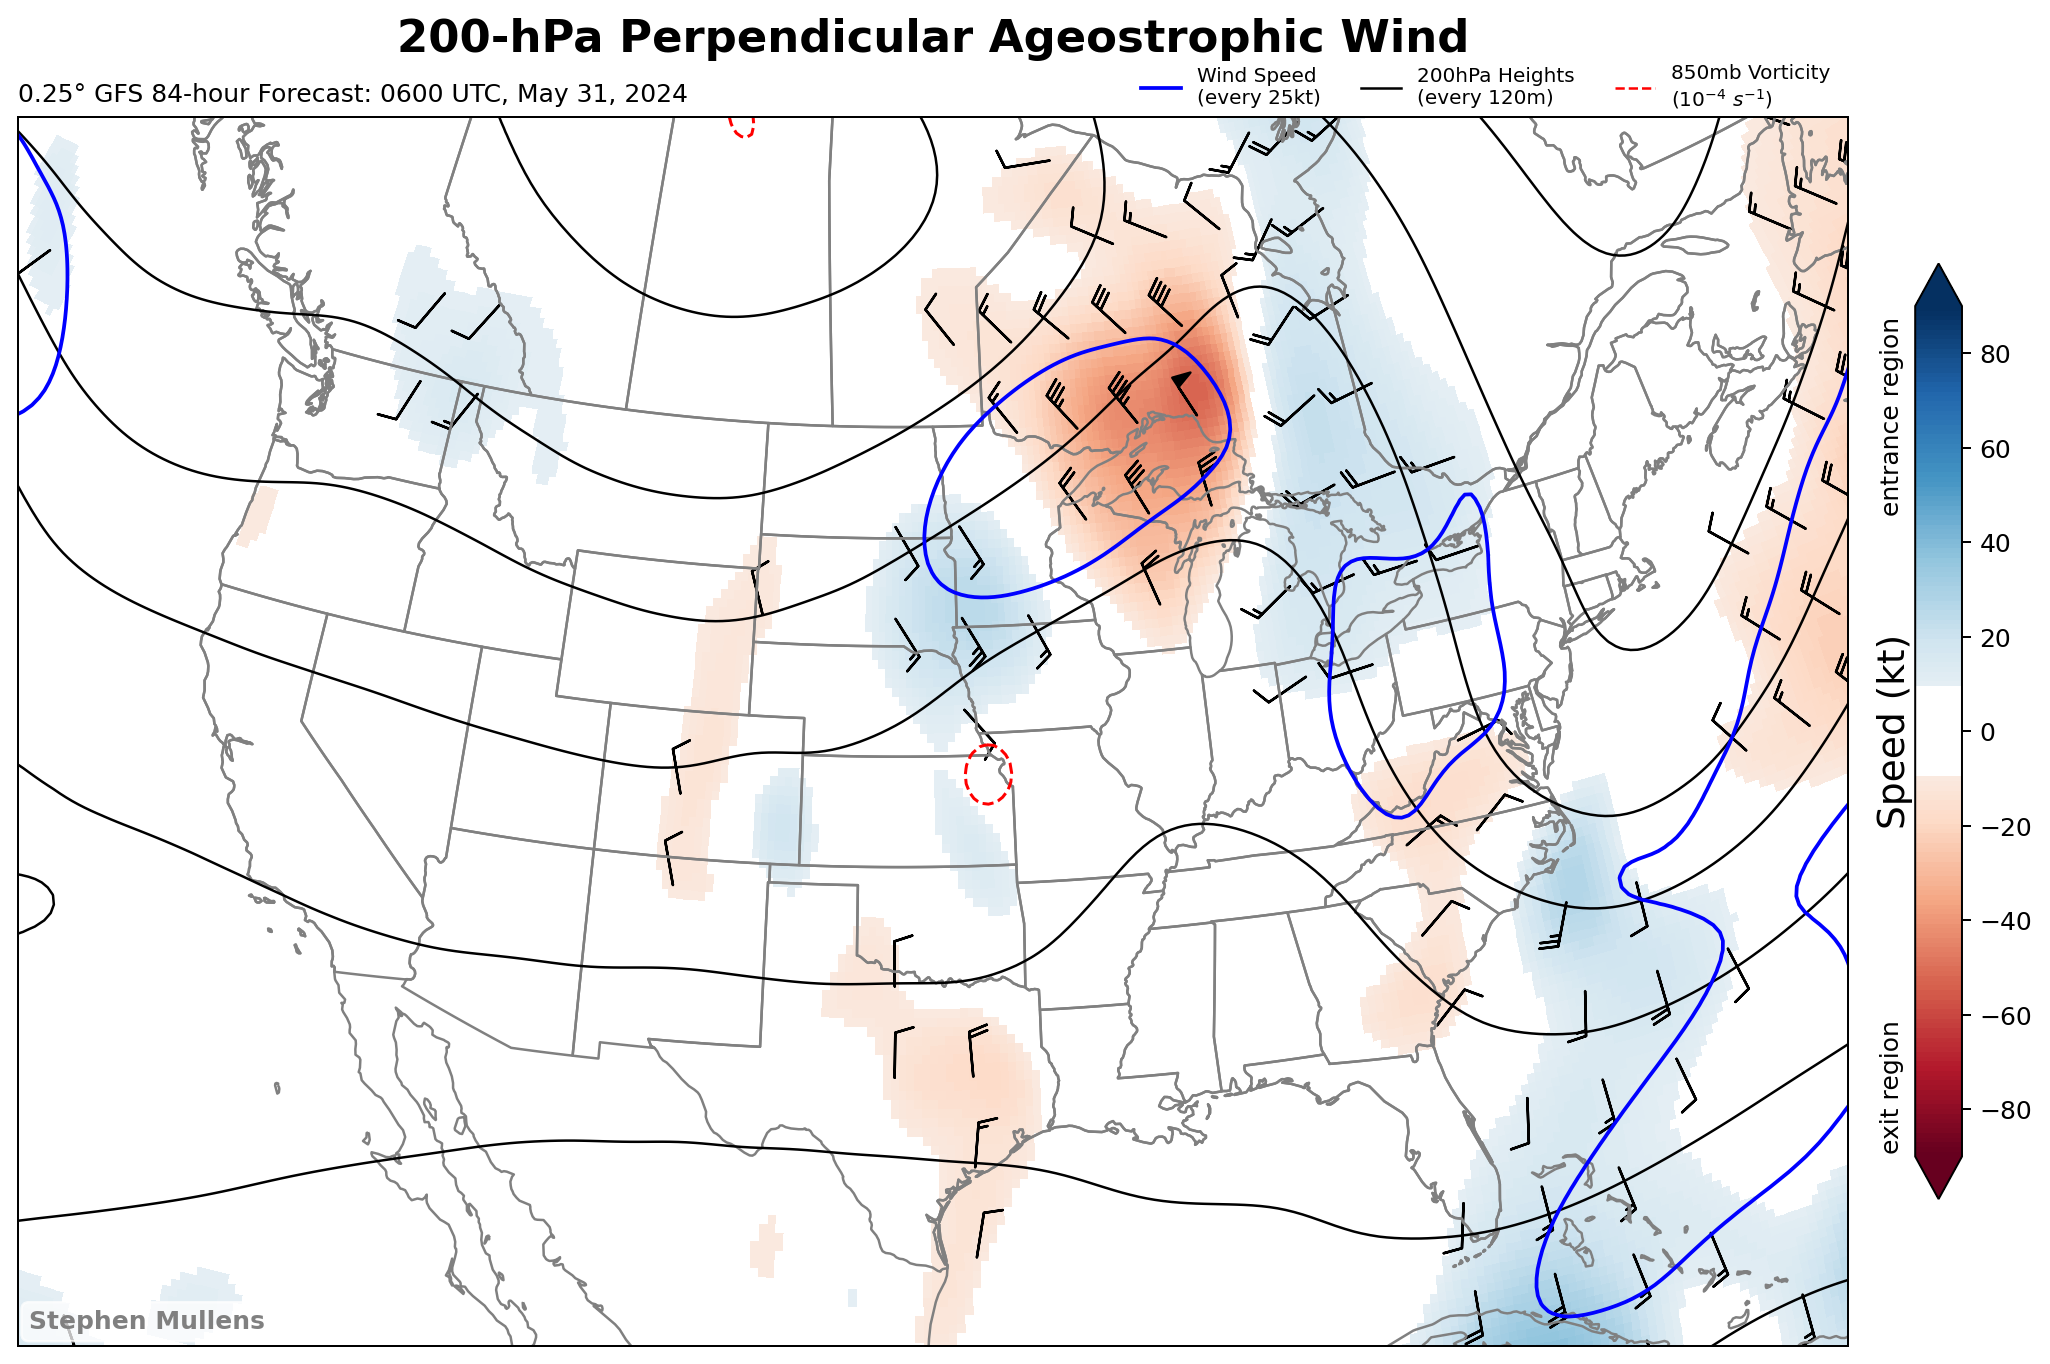 200-hPa Perpendicular Ageostrophic Wind
0.25° GFS 84-hour Forecast: 0600 UTC, May 31, 2024
Wind Speed
(every 25kt)
200hPa Heights
(every 120m)
850mb Vorticity
(10⁻⁴ s⁻¹)
entrance region
Speed (kt)
exit region
80
60
40
20
0
−20
−40
−60
−80
Stephen Mullens